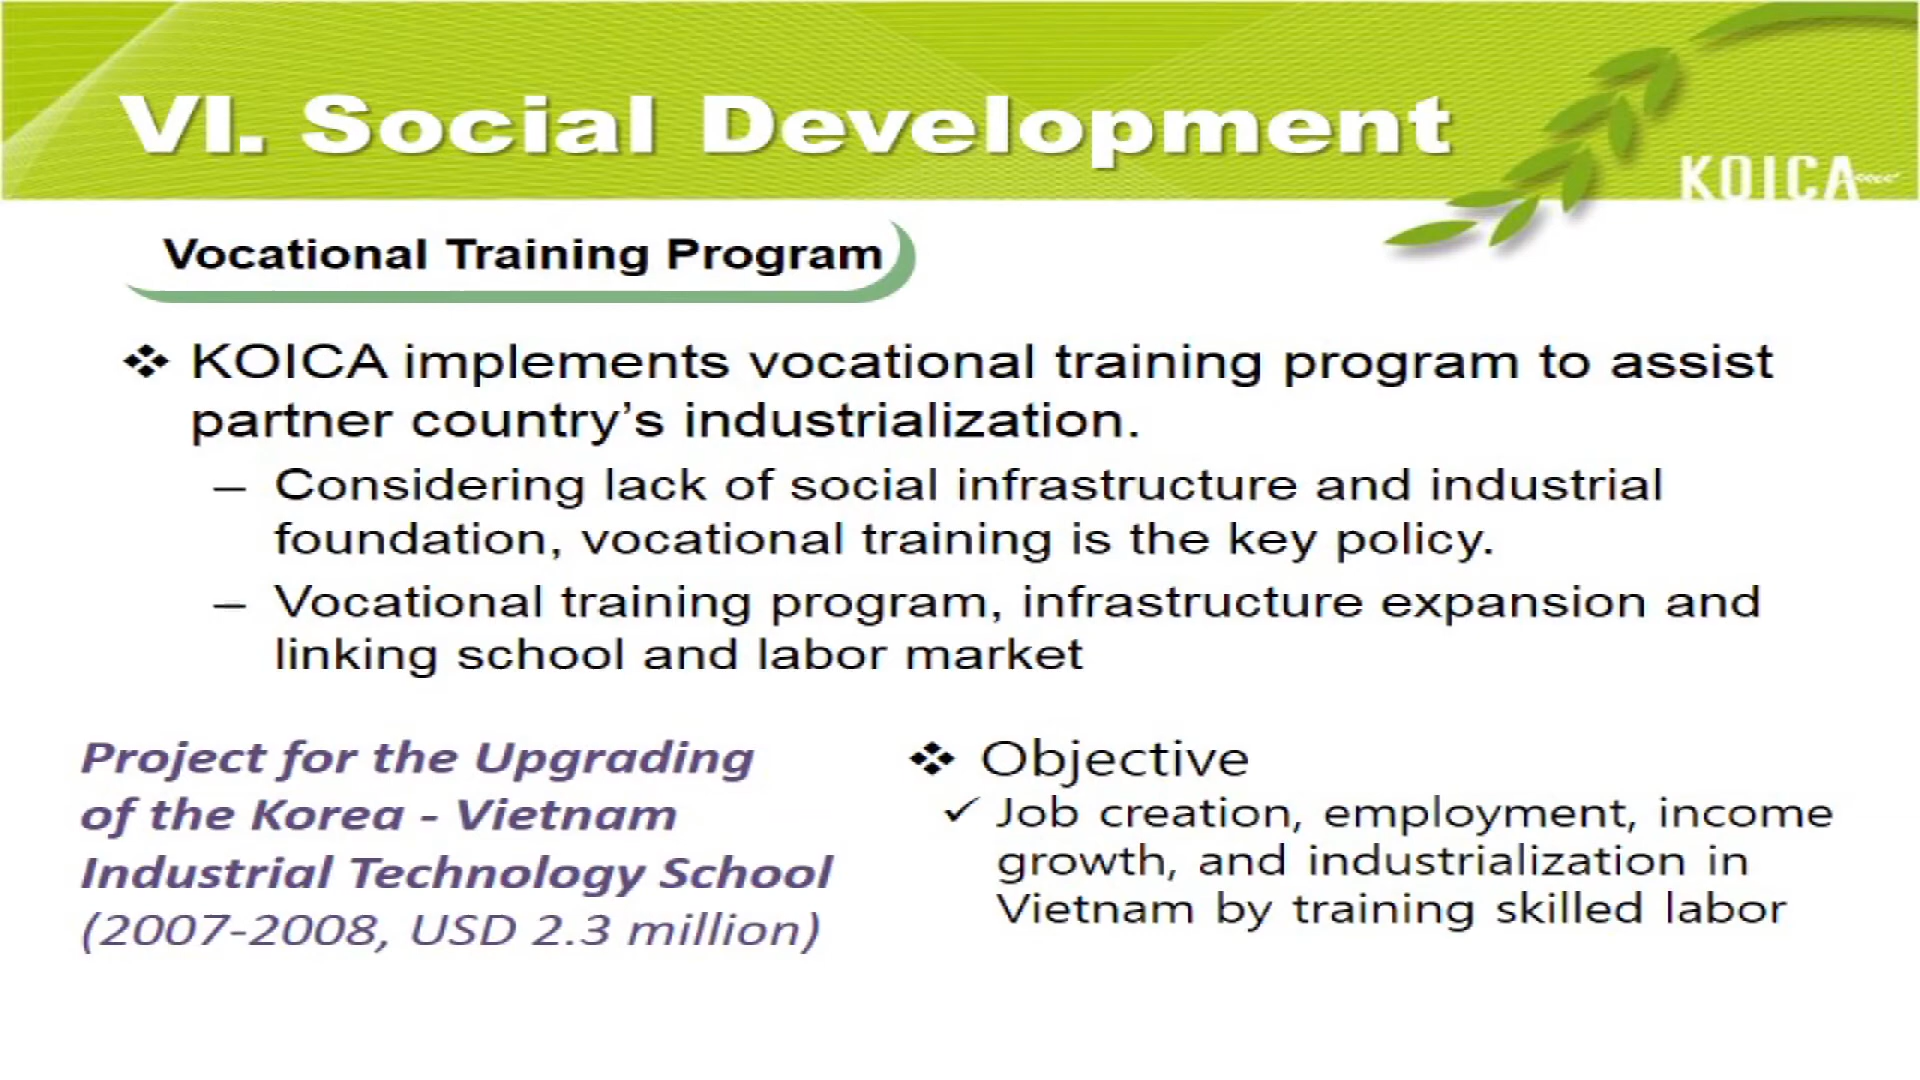 VI. Social Development
KOICA
Vocational Training Program
❖ KOICA implements vocational training program to assist
partner country’s industrialization.
– Considering lack of social infrastructure and industrial
foundation, vocational training is the key policy.
– Vocational training program, infrastructure expansion and
linking school and labor market
Project for the Upgrading
of the Korea - Vietnam
Industrial Technology School
(2007-2008, USD 2.3 million)
❖ Objective
✓ Job creation, employment, income
growth, and industrialization in
Vietnam by training skilled labor